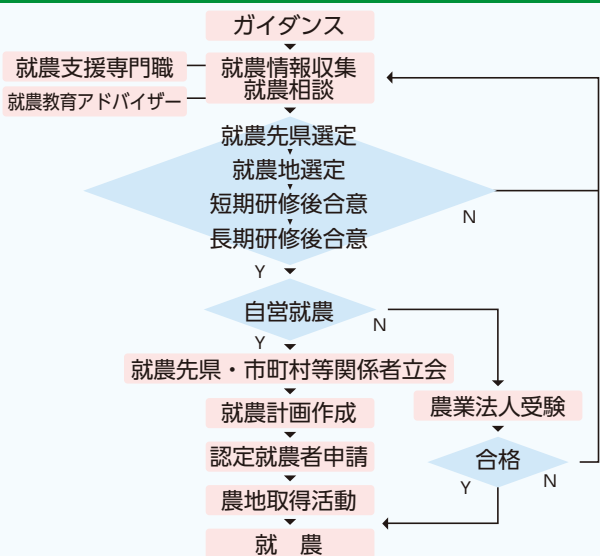 ガイダンス
就農支援専門職
就農情報収集
就農相談
就農教育アドバイザー
就農先県選定
就農地選定
短期研修後合意
長期研修後合意
N
Y
自営就農
N
Y
就農先県・市町村等関係者立会
就農計画作成
農業法人受験
認定就農者申請
合格
Y
N
農地取得活動
就　農